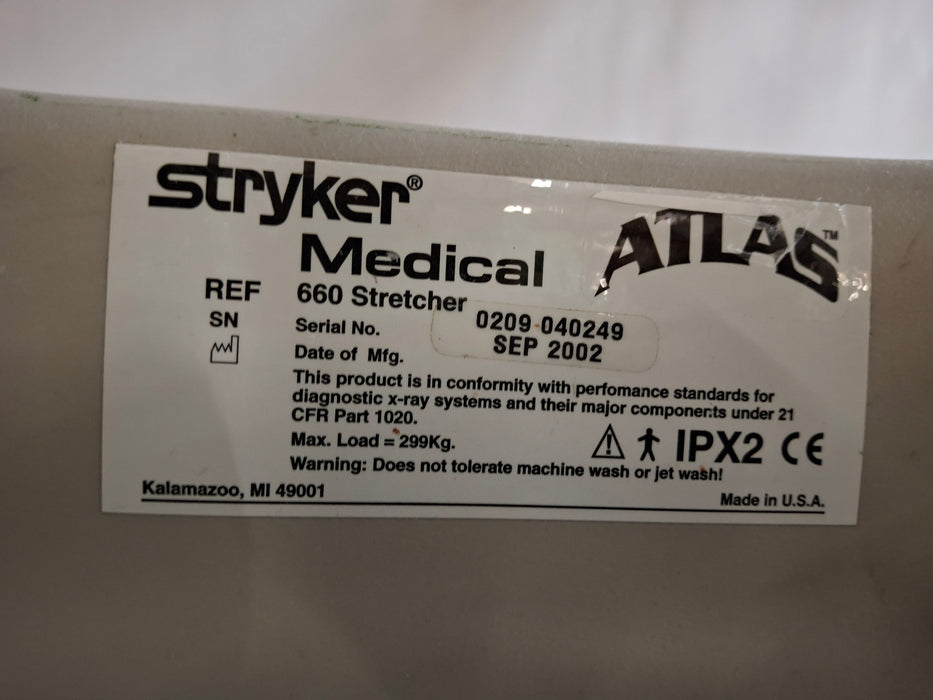 stryker®
Medical
ATLAS™
REF 660 Stretcher
SN Serial No. 0209 040249
Date of Mfg. SEP 2002
This product is in conformity with perfomance standards for
diagnostic x-ray systems and their major components under 21
CFR Part 1020.
Max. Load = 299Kg.
IPX2 CE
Warning: Does not tolerate machine wash or jet wash!
Kalamazoo, MI 49001
Made in U.S.A.